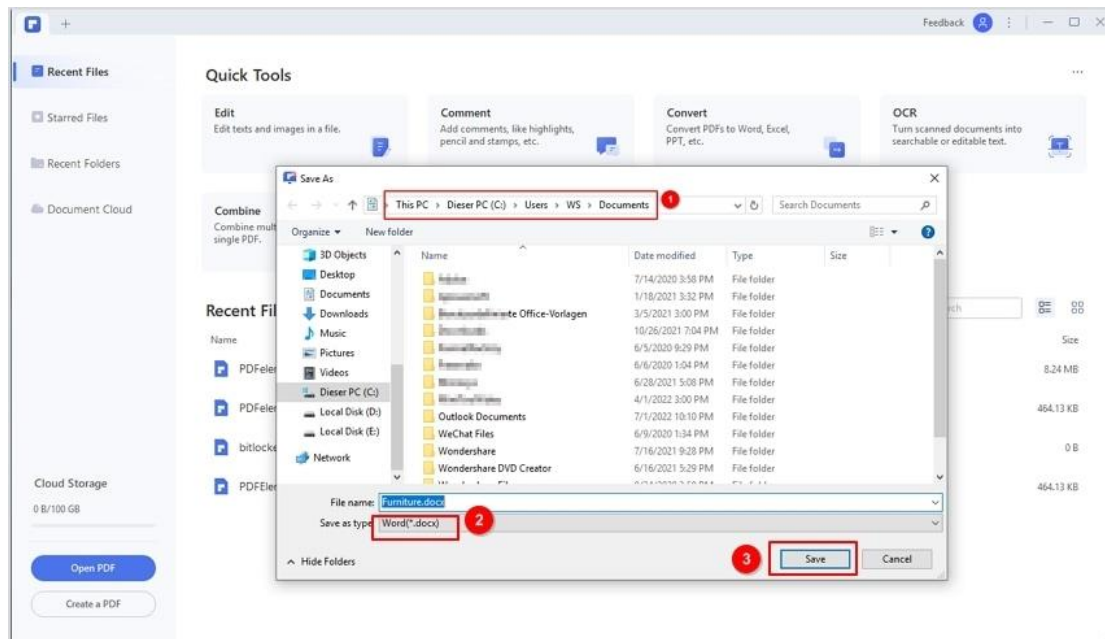 Feedback
Recent Files
Starred Files
Recent Folders
Document Cloud
Quick Tools
Edit
Edit texts and images in a file.
Comment
Add comments, like highlights,
pencil and stamps, etc.
Convert
Convert PDFs to Word, Excel,
PPT, etc.
OCR
Turn scanned documents into
searchable or editable text.
Combine
Combine mult
single PDF.
Save As
This PC > Dieser PC (C:) > Users > WS > Documents
1
Search Documents
Organize
New folder
3D Objects
Desktop
Documents
Downloads
Music
Pictures
Videos
Dieser PC (C:)
Local Disk (D:)
Local Disk (E:)
Network
Name Date modified Type Size
7/14/2020 3:58 PM File folder
1/18/2021 3:32 PM File folder
te Office-Vorlagen 3/5/2021 3:00 PM File folder
10/26/2021 7:04 PM File folder
6/5/2020 9:29 PM File folder
6/6/2020 1:04 PM File folder
6/28/2021 5:08 PM File folder
4/1/2022 3:00 PM File folder
Outlook Documents 7/1/2022 10:10 PM File folder
WeChat Files 6/9/2020 1:34 PM File folder
Wondershare 7/16/2021 9:28 PM File folder
Wondershare DVD Creator 6/16/2021 5:29 PM File folder
File name: Furniture.docx
Save as type Word(*.docx)
2
Hide Folders
3
Save
Cancel
Recent Fil
Name
Size
PDFeler
8.24 MB
PDFeler
464.13 KB
bitlocke
0 B
PDFEler
464.13 KB
Cloud Storage
0 B/100 GB
Open PDF
Create a PDF